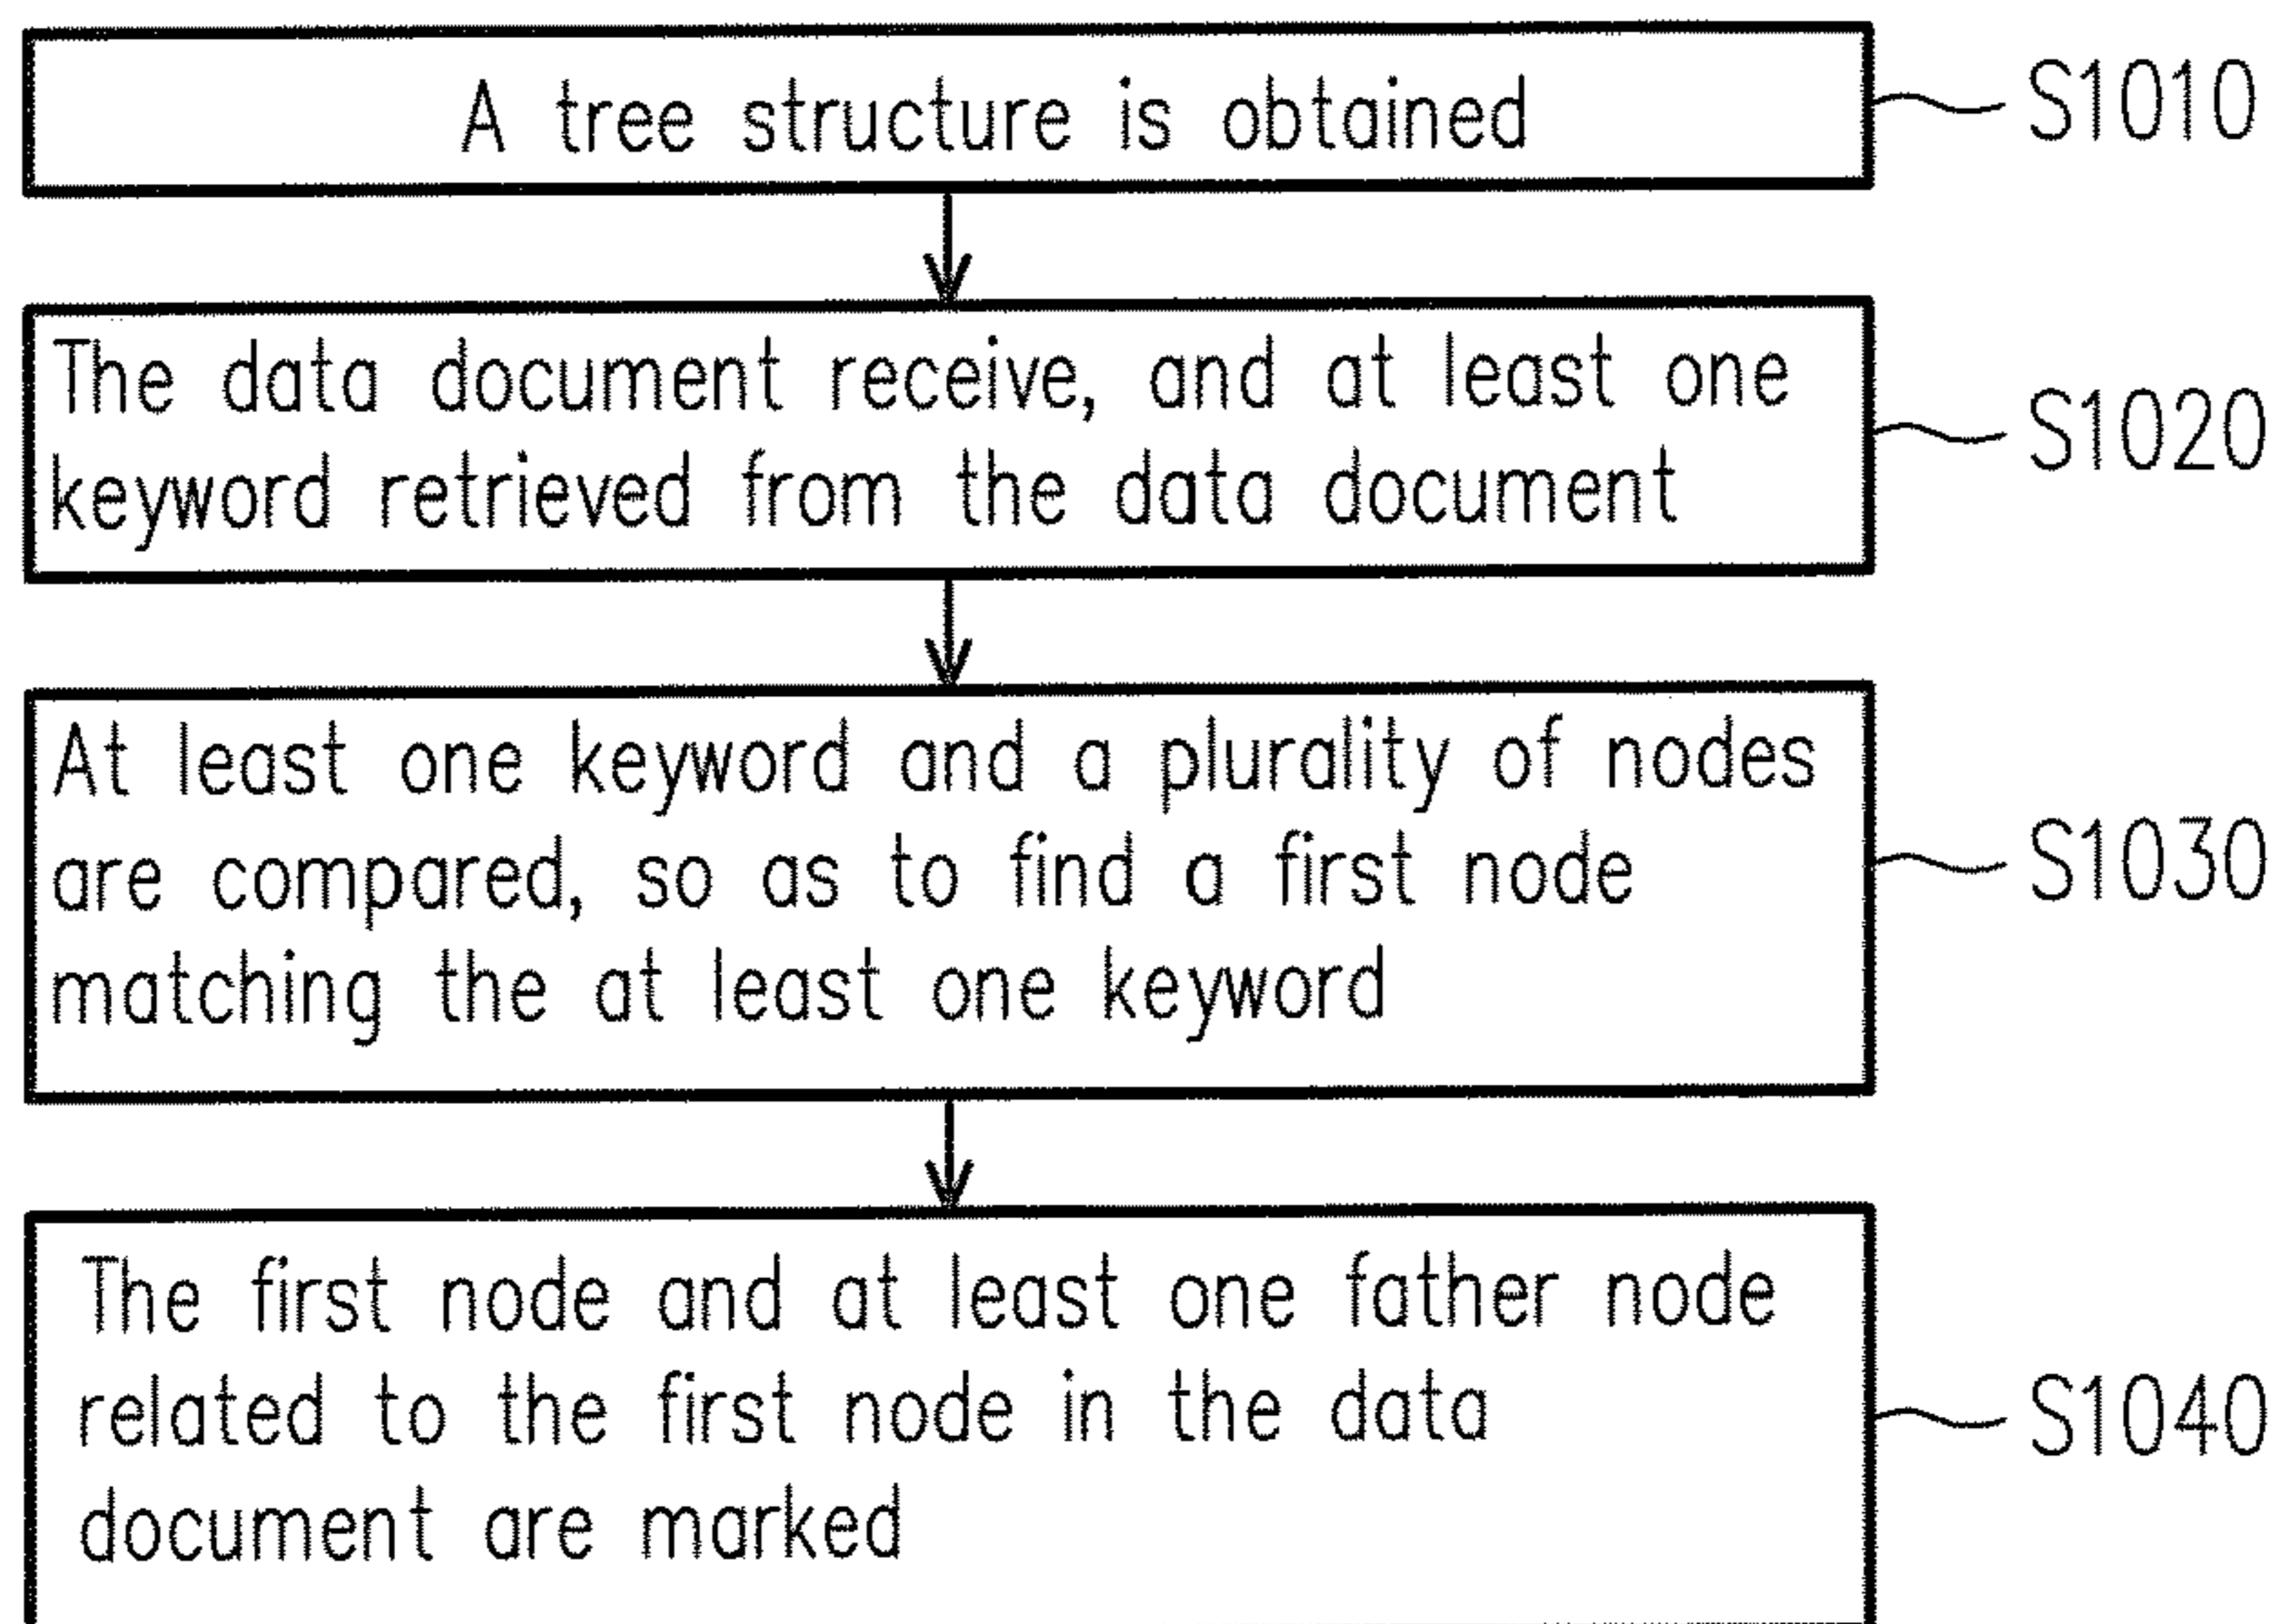 A tree structure is obtained
S1010
The data document receive, and at least one
keyword retrieved from the data document
S1020
At least one keyword and a plurality of nodes
are compared, so as to find a first node
matching the at least one keyword
S1030
The first node and at least one father node
related to the first node in the data
document are marked
S1040